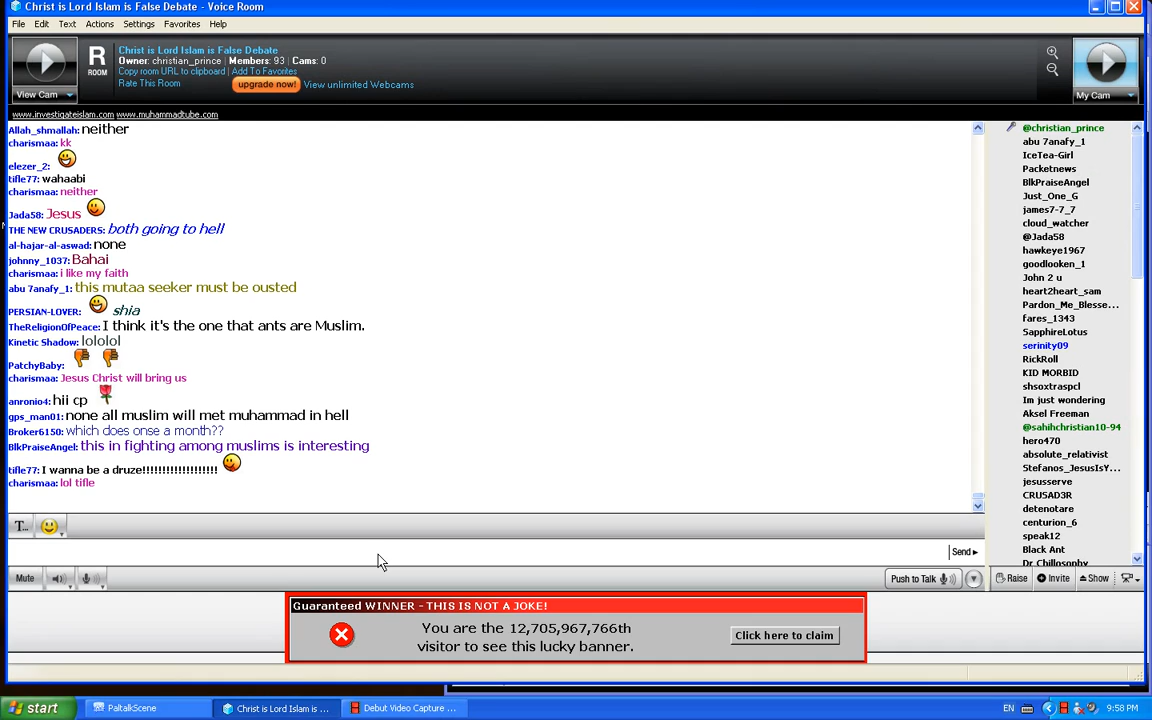 Christ is Lord Islam is False Debate - Voice Room
File Edit Text Actions Settings Favorites Help
R
ROOM
Christ is Lord Islam is False Debate
Owner: christian_prince | Members: 93 | Cams: 0
Copy room URL to clipboard | Add To Favorites
Rate This Room
upgrade now! View unlimited Webcams
View Cam
My Cam
www.investigateislam.com www.muhammadtube.com
Allah_shmallah: neither
charismaa: kk
elezer_2:
tifle77: wahaabi
charismaa: neither
Jada58: Jesus
THE NEW CRUSADERS: both going to hell
al-hajar-al-aswad: none
johnny_1037: Bahai
charismaa: i like my faith
abu 7anafy_1: this mutaa seeker must be ousted
PERSIAN-LOVER: shia
TheReligionOfPeace: I think it's the one that ants are Muslim.
Kinetic Shadow: lololol
PatchyBaby:
charismaa: Jesus Christ will bring us
anronio4: hii cp
gps_man01: none all muslim will met muhammad in hell
Broker6150: which does onse a month??
BlkPraiseAngel: this in fighting among muslims is interesting
tifle77: I wanna be a druze!!!!!!!!!!!!!!!!!!!
charismaa: lol tifle
@christian_prince
abu 7anafy_1
IceTea-Girl
Packetnews
BlkPraiseAngel
Just_One_G
james7-7_7
cloud_watcher
@Jada58
hawkeye1967
goodlooken_1
John 2 u
heart2heart_sam
Pardon_Me_Blesse...
fares_1343
SapphireLotus
serinity09
RickRoll
KID MORBID
shsoxtraspcl
Im just wondering
Aksel Freeman
@sahihchristian10-94
hero470
absolute_relativist
Stefanos_JesusIsY...
jesusserve
CRUSAD3R
detenotare
centurion_6
speak12
Black Ant
Dr Chillosophy
T...
Send
Mute
Push to Talk
Raise Invite Show
Guaranteed WINNER - THIS IS NOT A JOKE!
You are the 12,705,967,766th
visitor to see this lucky banner.
Click here to claim
start
PaltalkScene
Christ is Lord Islam is ...
Debut Video Capture ...
EN
9:58 PM